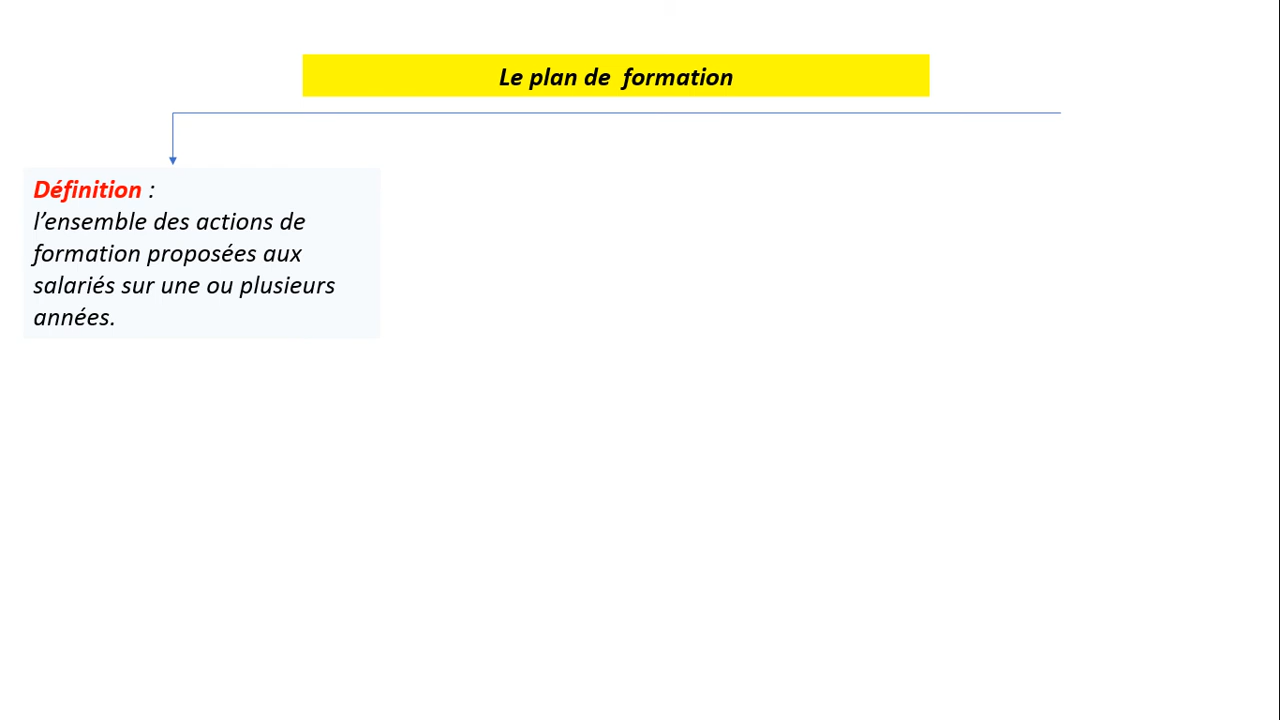 Le plan de  formation
Définition :
l’ensemble des actions de
formation proposées aux
salariés sur une ou plusieurs
années.